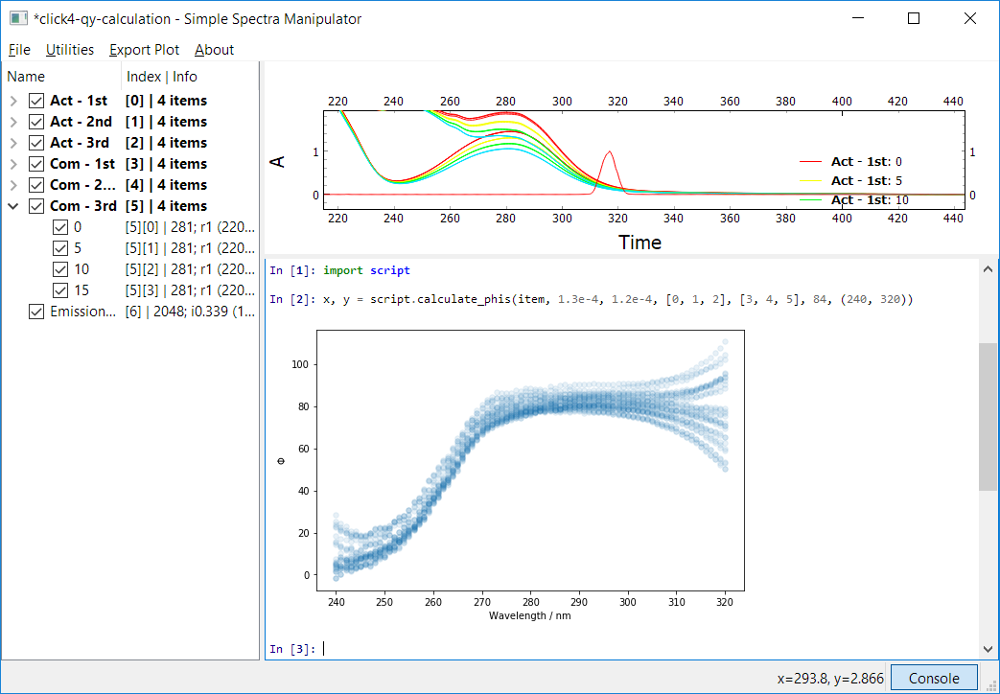 *click4-qy-calculation - Simple Spectra Manipulator
File Utilities Export Plot About
Name Index | Info
Act - 1st [0] | 4 items
Act - 2nd [1] | 4 items
Act - 3rd [2] | 4 items
Com - 1st [3] | 4 items
Com - 2... [4] | 4 items
Com - 3rd [5] | 4 items
0 [5][0] | 281; r1 (220...
5 [5][1] | 281; r1 (220...
10 [5][2] | 281; r1 (220...
15 [5][3] | 281; r1 (220...
Emission... [6] | 2048; i0.339 (1...
220 240 260 280 300 320 340 360 380 400 420 440
A
1 1
0 0
Act - 1st: 0
Act - 1st: 5
Act - 1st: 10
220 240 260 280 300 320 340 360 380 400 420 440
Time
In [1]: import script
In [2]: x, y = script.calculate_phis(item, 1.3e-4, 1.2e-4, [0, 1, 2], [3, 4, 5], 84, (240, 320))
100
80
60
Φ
40
20
0
240 250 260 270 280 290 300 310 320
Wavelength / nm
In [3]:
x=293.8, y=2.866 Console